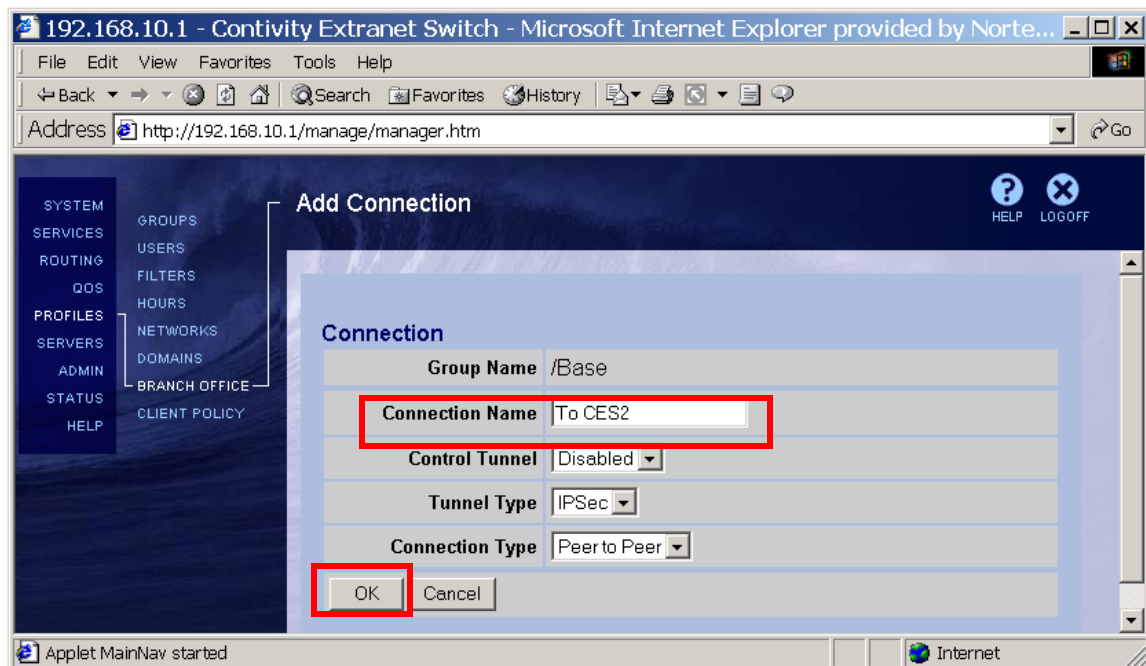 192.168.10.1 - Contivity Extranet Switch - Microsoft Internet Explorer provided by Norte...
File Edit View Favorites Tools Help
Back Search Favorites History
Address http://192.168.10.1/manage/manager.htm Go
SYSTEM
SERVICES
ROUTING
QOS
PROFILES
SERVERS
ADMIN
STATUS
HELP
GROUPS
USERS
FILTERS
HOURS
NETWORKS
DOMAINS
BRANCH OFFICE
CLIENT POLICY
Add Connection
? HELP
LOGOFF
Connection
Group Name /Base
Connection Name To CES2
Control Tunnel Disabled
Tunnel Type IPSec
Connection Type Peer to Peer
OK Cancel
Applet MainNav started Internet